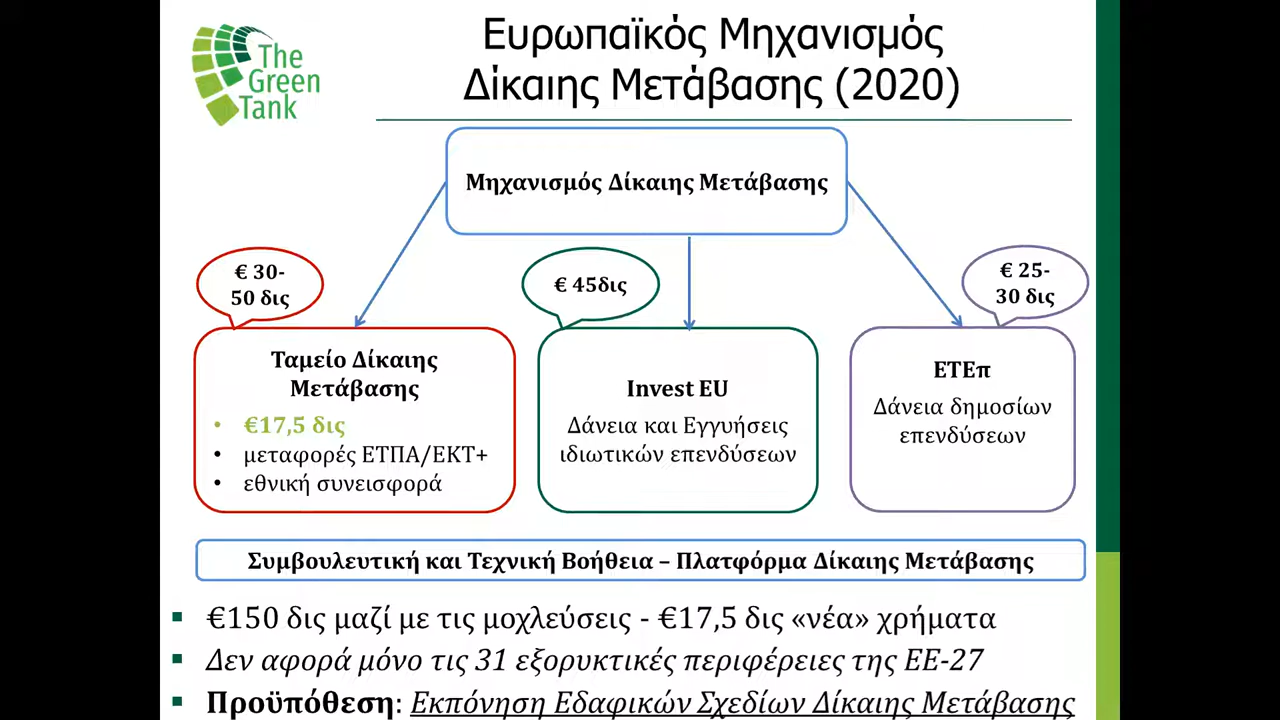 The
Green
Tank
Ευρωπαϊκός Μηχανισμός
Δίκαιης Μετάβασης (2020)
Μηχανισμός Δίκαιης Μετάβασης
€ 30-
50 δις
€ 45δις
€ 25-
30 δις
Ταμείο Δίκαιης
Μετάβασης
• €17,5 δις
• μεταφορές ΕΤΠΑ/ΕΚΤ+
• εθνική συνεισφορά
Invest EU
Δάνεια και Εγγυήσεις
ιδιωτικών επενδύσεων
ΕΤΕπ
Δάνεια δημοσίων
επενδύσεων
Συμβουλευτική και Τεχνική Βοήθεια – Πλατφόρμα Δίκαιης Μετάβασης
▪ €150 δις μαζί με τις μοχλεύσεις - €17,5 δις «νέα» χρήματα
▪ Δεν αφορά μόνο τις 31 εξορυκτικές περιφέρειες της ΕΕ-27
▪ Προϋπόθεση: Εκπόνηση Εδαφικών Σχεδίων Δίκαιης Μετάβασης